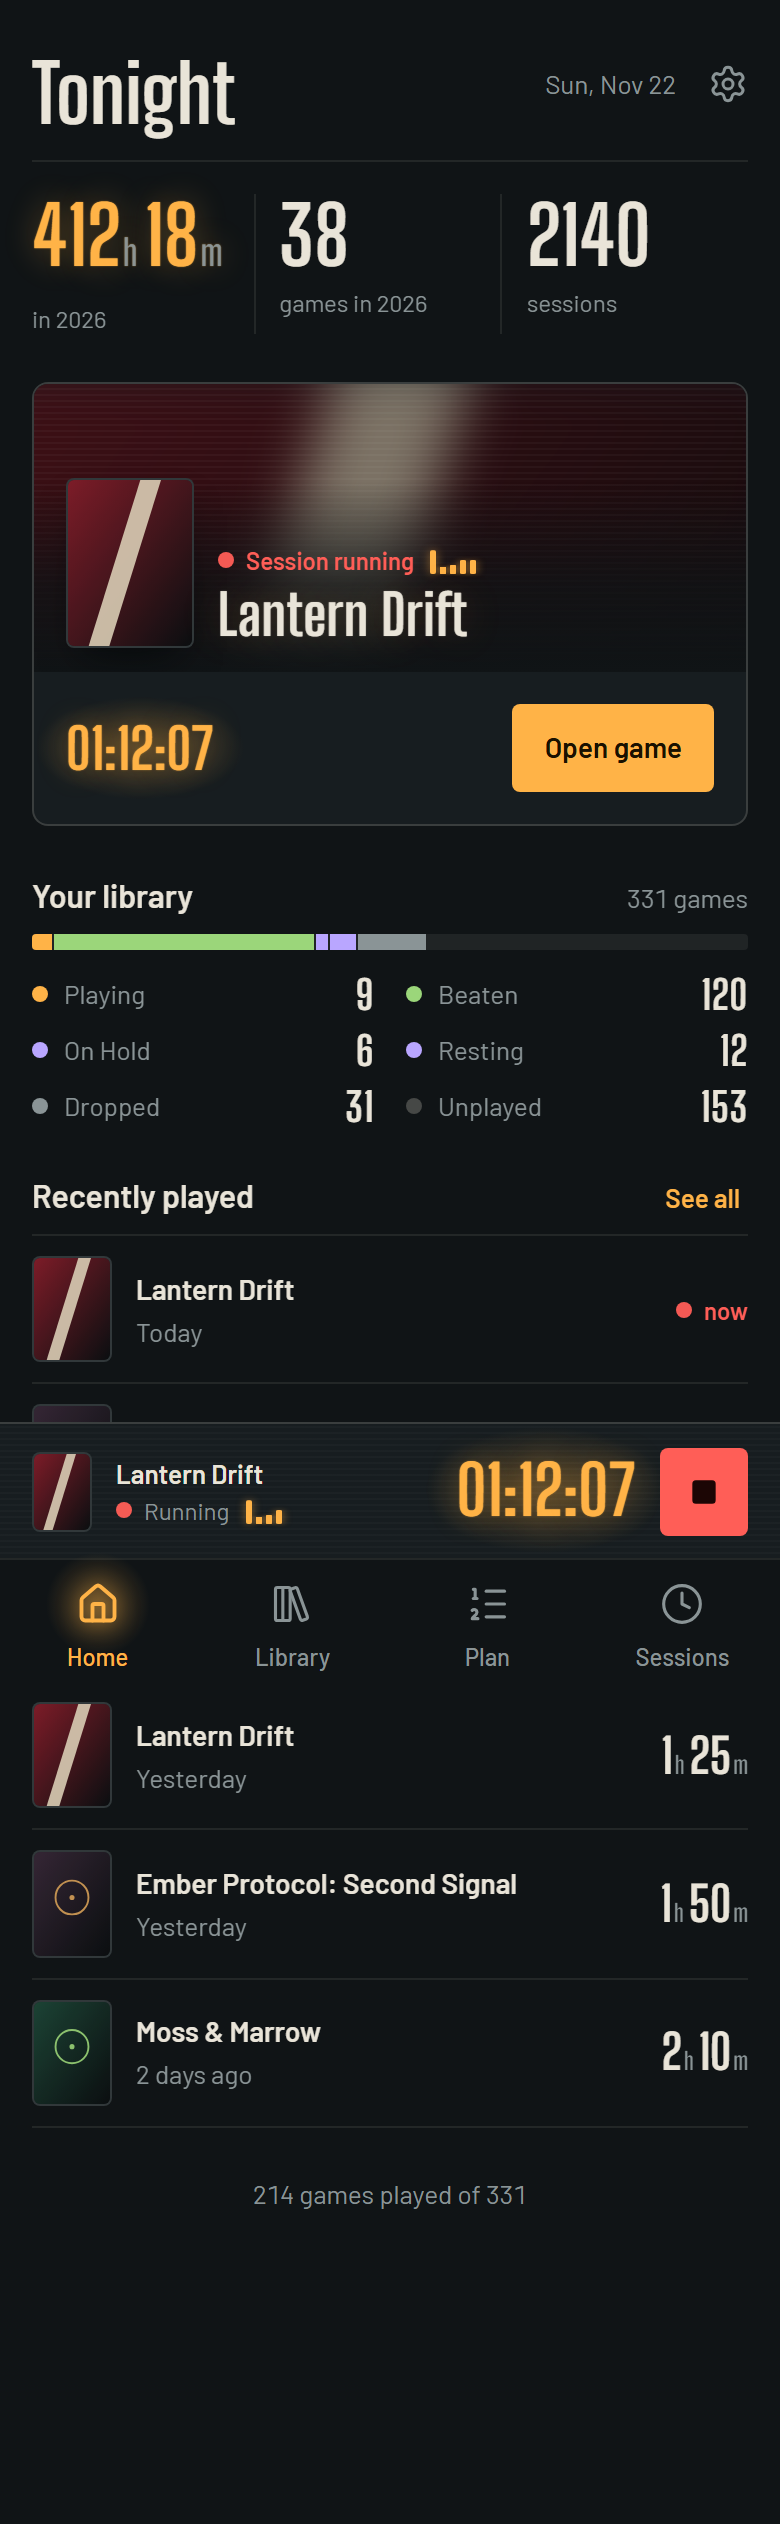 Tonight
Sun, Nov 22
412h 18m
in 2026
38
games in 2026
2140
sessions
Session running
Lantern Drift
01:12:07
Open game
Your library
331 games
Playing 9
Beaten 120
On Hold 6
Resting 12
Dropped 31
Unplayed 153
Recently played
See all
Lantern Drift
Today
now
Lantern Drift
Running
01:12:07
1
2
Home
Library
Plan
Sessions
Lantern Drift
Yesterday
1h 25m
Ember Protocol: Second Signal
Yesterday
1h 50m
Moss & Marrow
2 days ago
2h 10m
214 games played of 331